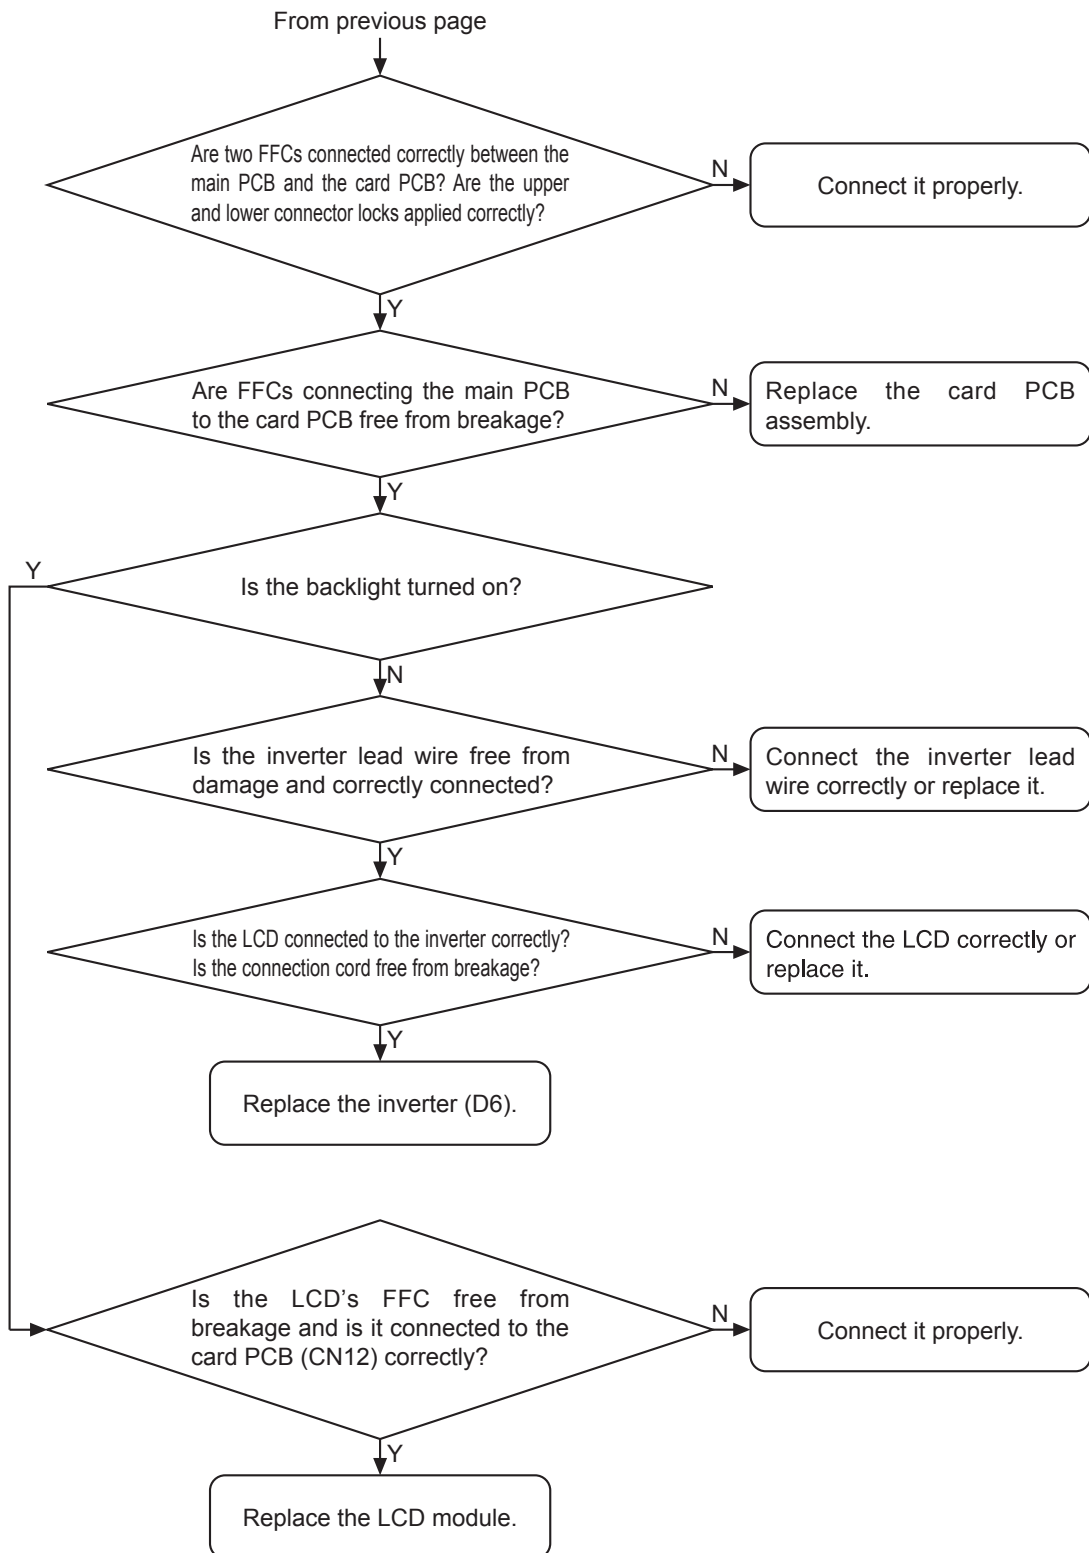 From previous page
Are two FFCs connected correctly between the
main PCB and the card PCB? Are the upper
and lower connector locks applied correctly?
N
Connect it properly.
Y
Are FFCs connecting the main PCB
to the card PCB free from breakage?
N
Replace the card PCB
assembly.
Y
Y
Is the backlight turned on?
N
Is the inverter lead wire free from
damage and correctly connected?
N
Connect the inverter lead
wire correctly or replace it.
Y
Is the LCD connected to the inverter correctly?
Is the connection cord free from breakage?
N
Connect the LCD correctly or
replace it.
Y
Replace the inverter (D6).
Is the LCD’s FFC free from
breakage and is it connected to the
card PCB (CN12) correctly?
N
Connect it properly.
Y
Replace the LCD module.